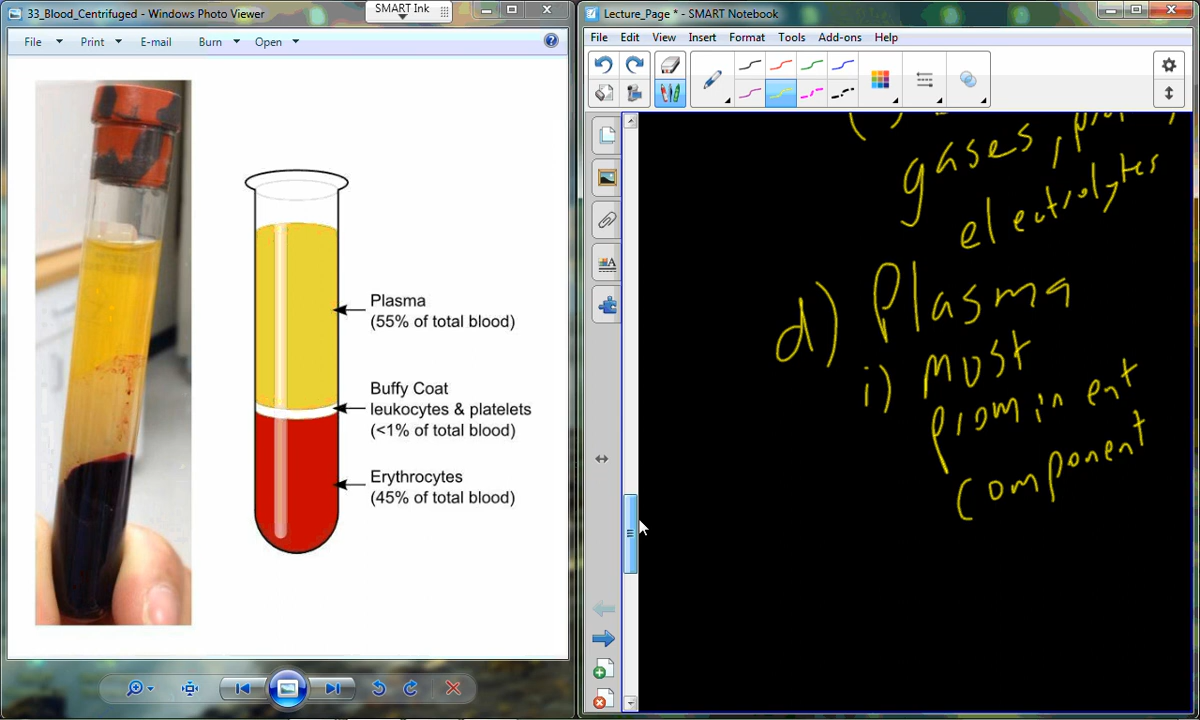 33_Blood_Centrifuged - Windows Photo Viewer
SMART Ink
File Print E-mail Burn Open
Plasma
(55% of total blood)
Buffy Coat
leukocytes & platelets
(<1% of total blood)
Erythrocytes
(45% of total blood)
Lecture_Page * - SMART Notebook
File Edit View Insert Format Tools Add-ons Help
gases,
electrolytes
d) Plasma
i) Most
prominent
component